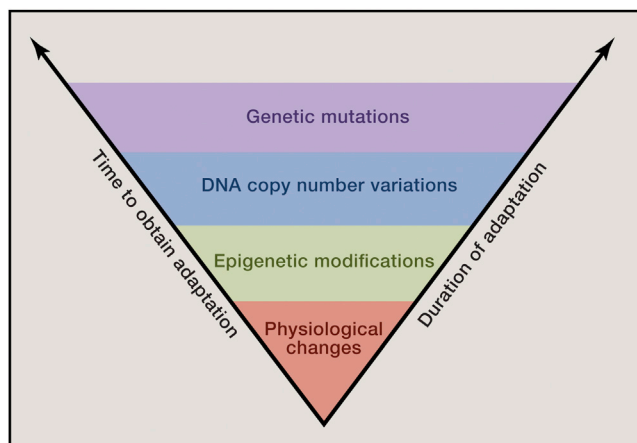 Genetic mutations
DNA copy number variations
Epigenetic modifications
Physiological
changes
Time to obtain adaptation
Duration of adaptation